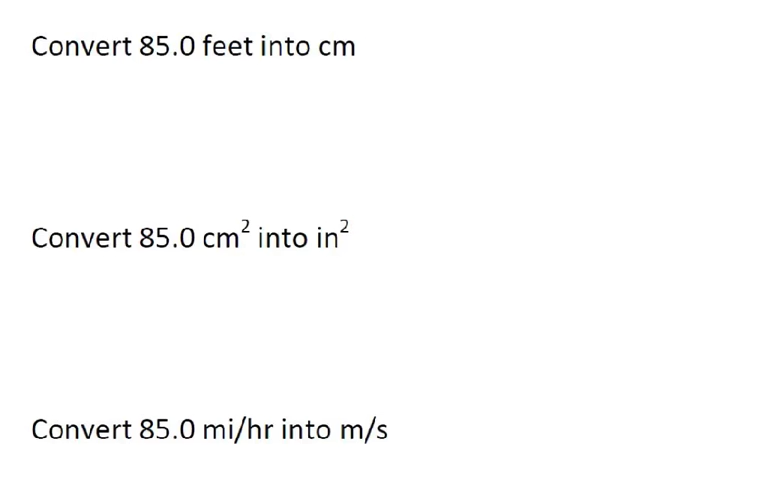 Convert 85.0 feet into cm
Convert 85.0 cm² into in²
Convert 85.0 mi/hr into m/s